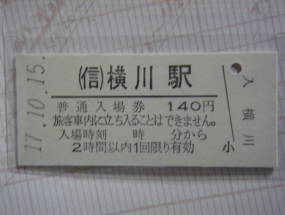 17.10.15.
(信)横川駅
普通入場券 140円
旅客車内に立ち入ることはできません。
入場時刻 時 分から
2時間以内1回限り有効
入
横川
小